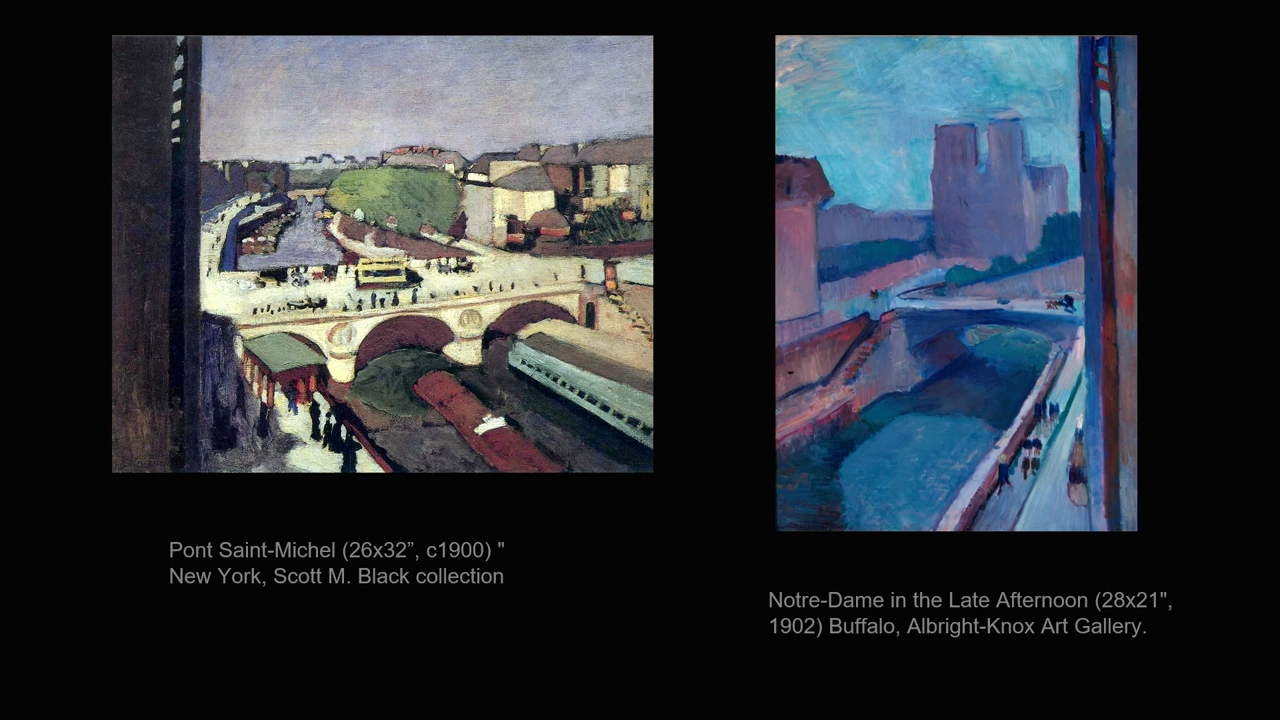 Pont Saint-Michel (26x32”, c1900) "
New York, Scott M. Black collection
Notre-Dame in the Late Afternoon (28x21",
1902) Buffalo, Albright-Knox Art Gallery.